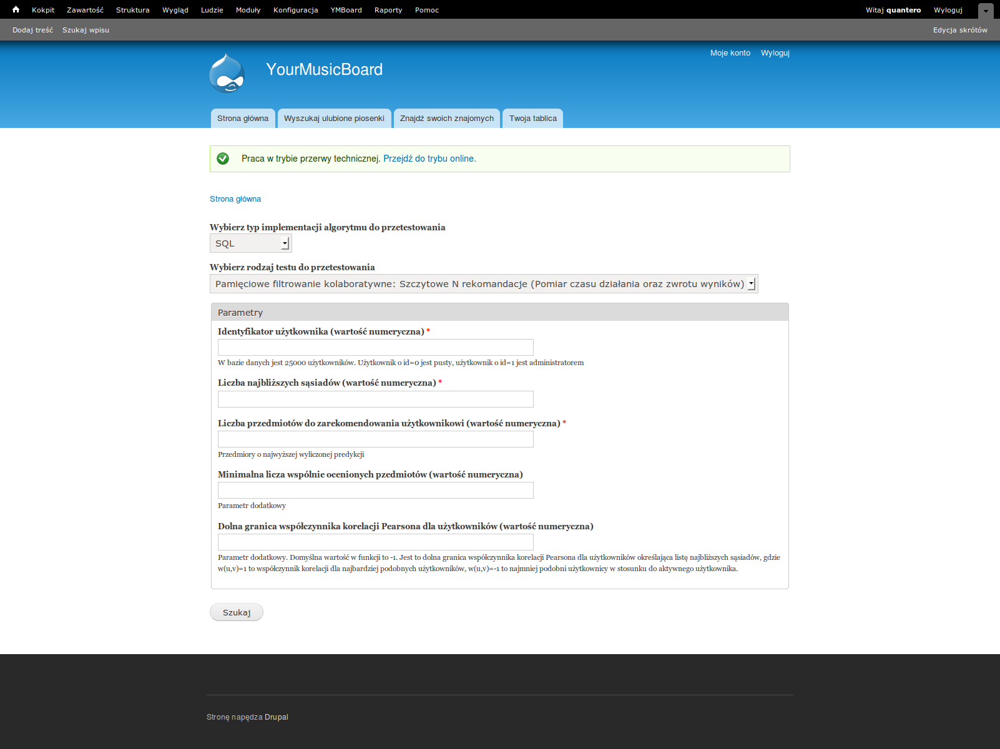 Kokpit Zawartość Struktura Wygląd Ludzie Moduły Konfiguracja YMBoard Raporty Pomoc Witaj quantero Wyloguj
Dodaj treść Szukaj wpisu Edycja skrótów
Moje konto Wyloguj
YourMusicBoard
Strona główna Wyszukaj ulubione piosenki Znajdź swoich znajomych Twoja tablica
Praca w trybie przerwy technicznej. Przejdź do trybu online.
Strona główna
Wybierz typ implementacji algorytmu do przetestowania
SQL
Wybierz rodzaj testu do przetestowania
Pamięciowe filtrowanie kolaboratywne: Szczytowe N rekomandacje (Pomiar czasu działania oraz zwrotu wyników)
Parametry
Identyfikator użytkownika (wartość numeryczna) *
W bazie danych jest 25000 użytkowników. Użytkownik o id=0 jest pusty, użytkownik o id=1 jest administratorem
Liczba najbliższych sąsiadów (wartość numeryczna) *
Liczba przedmiotów do zarekomendowania użytkownikowi (wartość numeryczna) *
Przedmiory o najwyższej wyliczonej predykcji
Minimalna licza wspólnie ocenionych pzedmiotów (wartość numeryczna)
Parametr dodatkowy
Dolna granica współczynnika korelacji Pearsona dla użytkowników (wartość numeryczna)
Parametr dodatkowy. Domyślna wartość w funkcji to -1. Jest to dolna granica współczynnika korelacji Pearsona dla użytkowników określająca listę najbliższych sąsiadów, gdzie
w(u,v)=1 to współczynnik korelacji dla najbardziej podobnych użytkowników, w(u,v)=-1 to najmniej podobni użytkownicy w stosunku do aktywnego użytkownika.
Szukaj
Stronę napędza Drupal